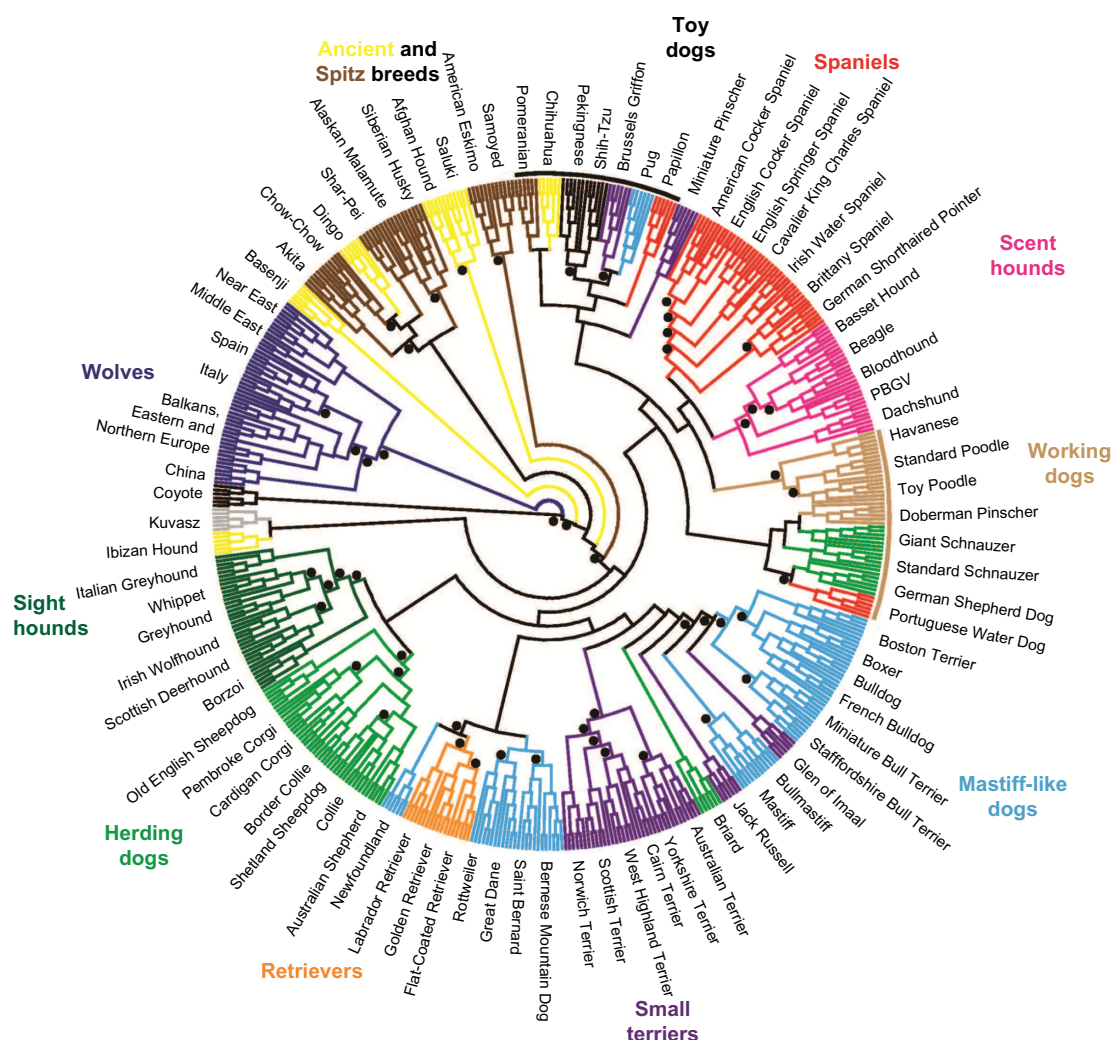 Ancient and
Spitz breeds
Toy
dogs
Spaniels
Scent
hounds
Working
dogs
Mastiff-like
dogs
Small
terriers
Retrievers
Herding
dogs
Sight
hounds
Wolves
American Eskimo
Samoyed
Pomeranian
Chihuahua
Pekingnese
Shih-Tzu
Brussels Griffon
Pug
Papillon
Miniature Pinscher
American Cocker Spaniel
English Cocker Spaniel
English Springer Spaniel
Cavalier King Charles Spaniel
Irish Water Spaniel
Brittany Spaniel
German Shorthaired Pointer
Basset Hound
Beagle
Bloodhound
PBGV
Dachshund
Havanese
Standard Poodle
Toy Poodle
Doberman Pinscher
Giant Schnauzer
Standard Schnauzer
German Shepherd Dog
Portuguese Water Dog
Boston Terrier
Boxer
Bulldog
French Bulldog
Miniature Bull Terrier
Staffordshire Bull Terrier
Glen of Imaal
Bullmastiff
Mastiff
Jack Russell
Briard
Australian Terrier
Yorkshire Terrier
Cairn Terrier
West Highland Terrier
Scottish Terrier
Norwich Terrier
Bernese Mountain Dog
Saint Bernard
Great Dane
Rottweiler
Flat-Coated Retriever
Golden Retriever
Labrador Retriever
Newfoundland
Australian Shepherd
Collie
Shetland Sheepdog
Border Collie
Cardigan Corgi
Pembroke Corgi
Old English Sheepdog
Borzoi
Scottish Deerhound
Irish Wolfhound
Greyhound
Whippet
Italian Greyhound
Ibizan Hound
Kuvasz
Coyote
China
Balkans,
Eastern and
Northern Europe
Italy
Spain
Middle East
Near East
Basenji
Akita
Chow-Chow
Dingo
Shar-Pei
Alaskan Malamute
Siberian Husky
Afghan Hound
Saluki